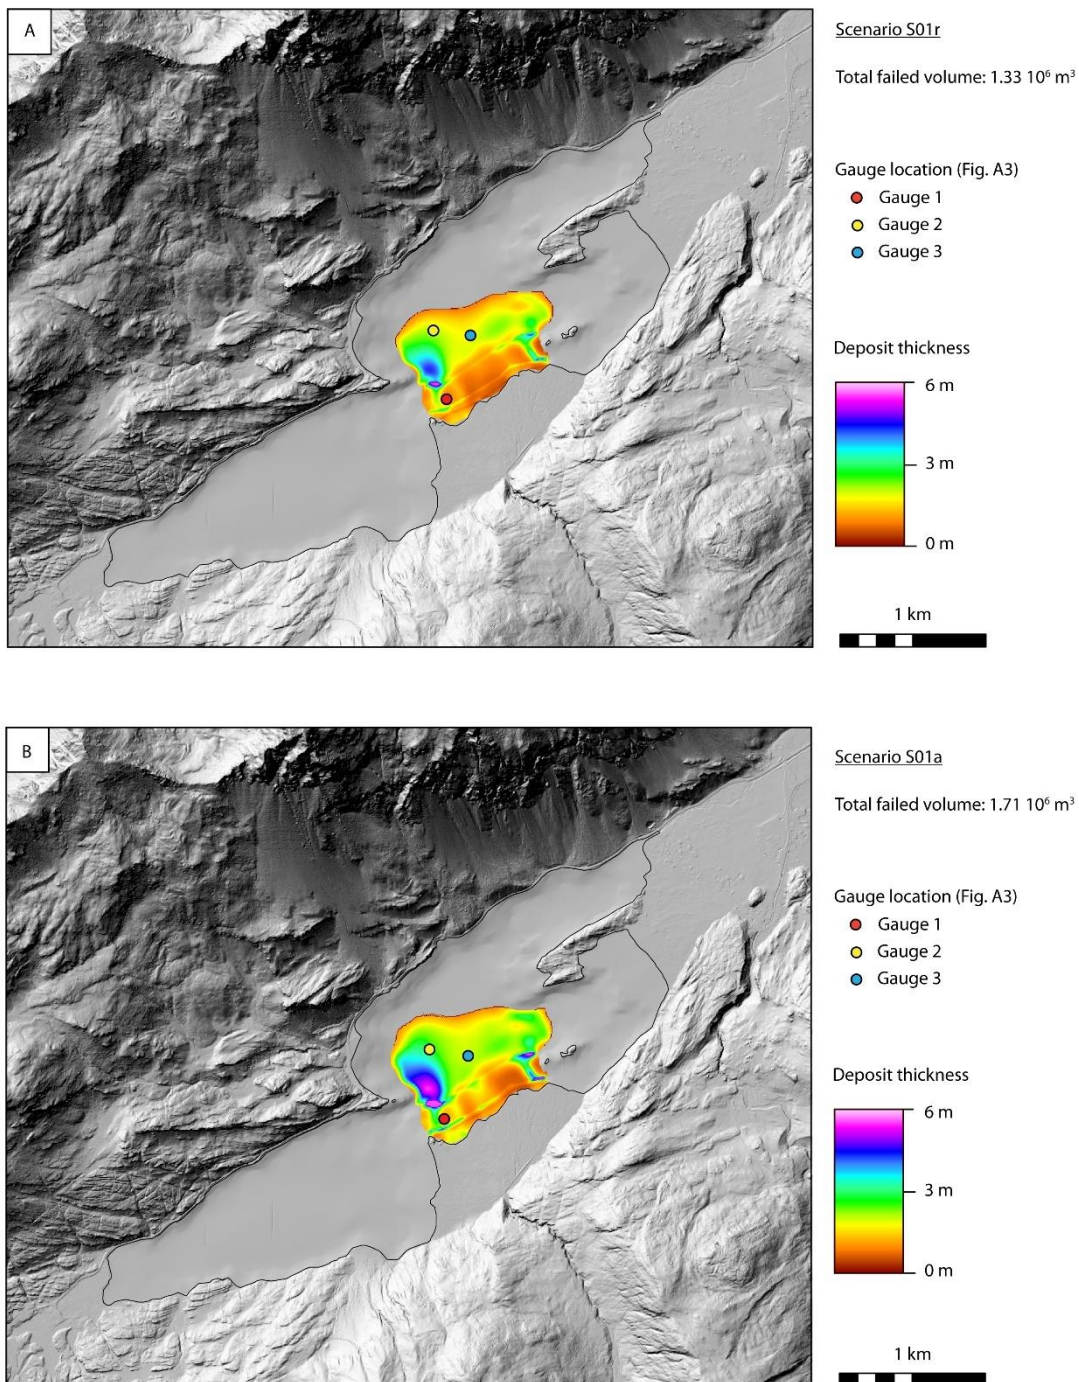 A
Scenario S01r
Total failed volume: 1.33 10⁶ m³
Gauge location (Fig. A3)
Gauge 1
Gauge 2
Gauge 3
Deposit thickness
6 m
3 m
0 m
1 km
B
Scenario S01a
Total failed volume: 1.71 10⁶ m³
Gauge location (Fig. A3)
Gauge 1
Gauge 2
Gauge 3
Deposit thickness
6 m
3 m
0 m
1 km